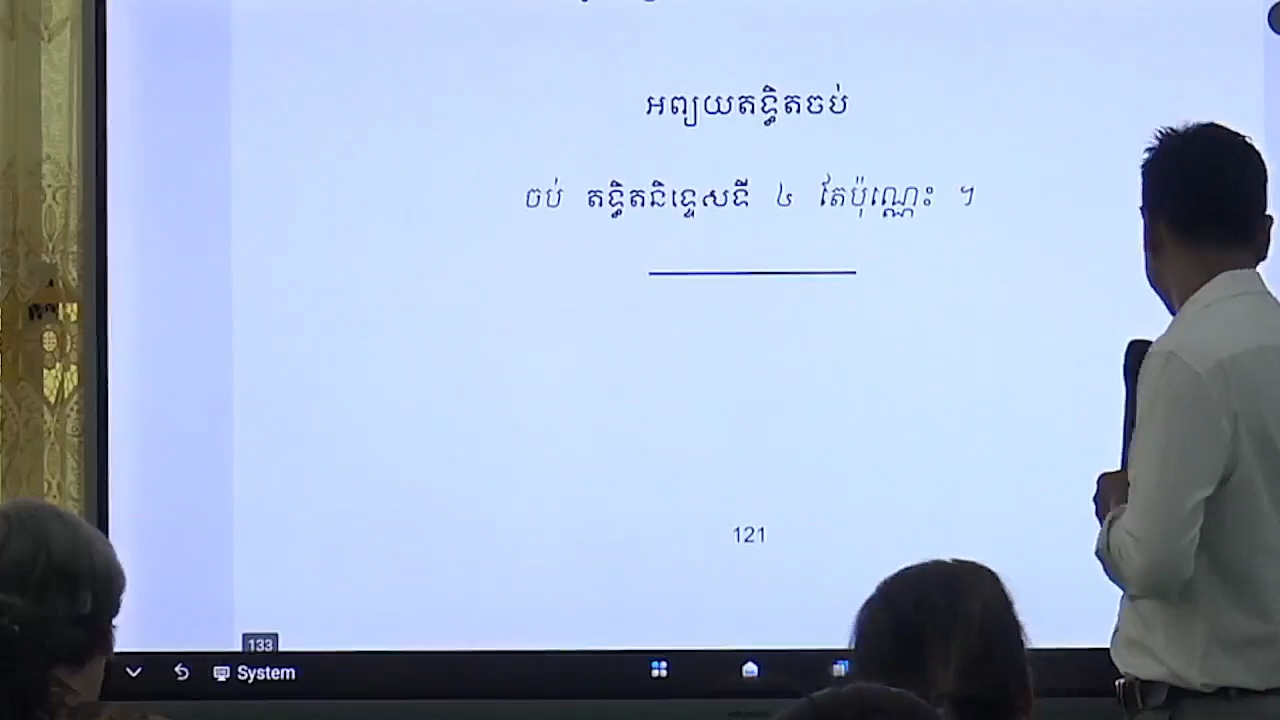 អព្យយតទ្ធិតចប់
ចប់ តទ្ធិតនិទ្ទេសទី ៤ តែប៉ុណ្ណេះ ។
121
133
System